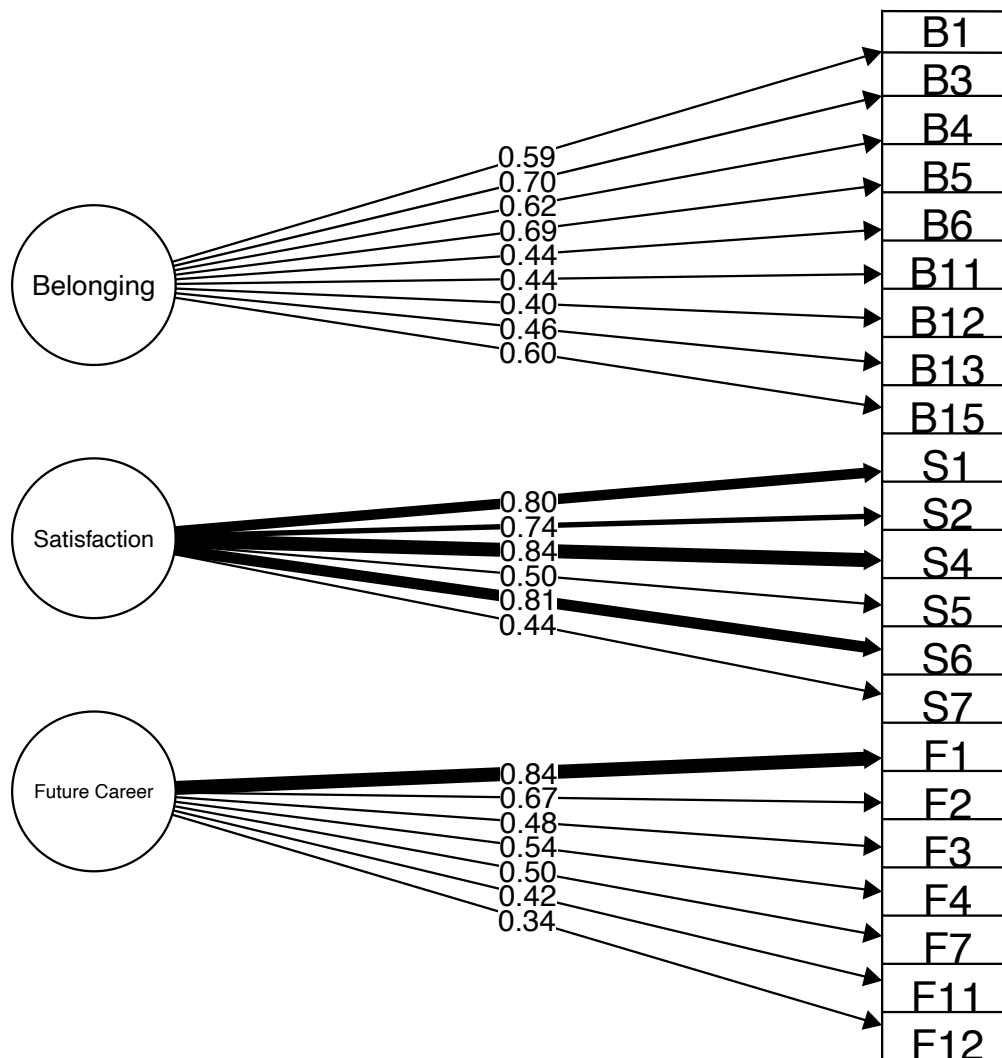 B1
B3
B4
B5
B6
B11
B12
B13
B15
S1
S2
S4
S5
S6
S7
F1
F2
F3
F4
F7
F11
F12
0.59
0.70
0.62
0.69
0.44
0.44
0.40
0.46
0.60
0.80
0.74
0.84
0.50
0.81
0.44
0.84
0.67
0.48
0.54
0.50
0.42
0.34
Belonging
Satisfaction
Future Career